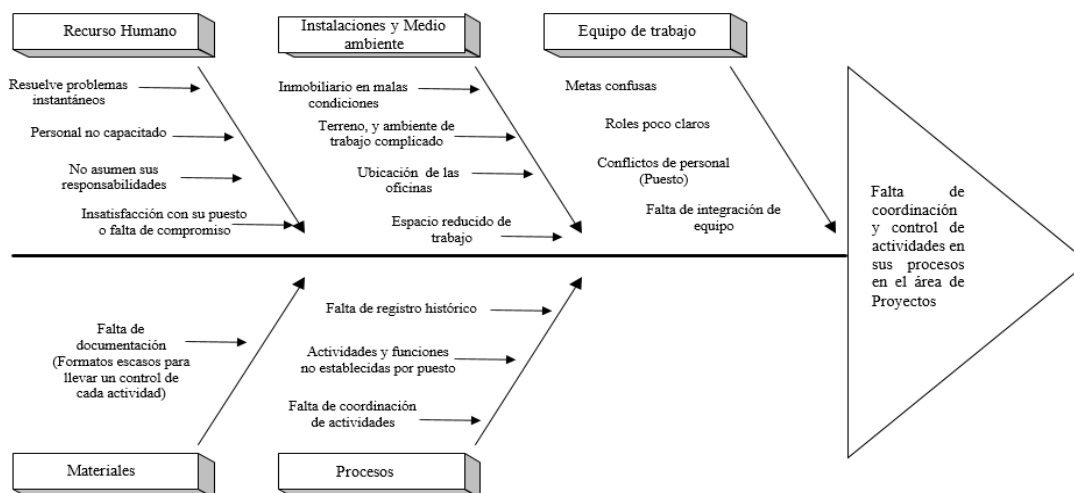 Recurso Humano
Instalaciones y Medio
ambiente
Equipo de trabajo
Resuelve problemas
instantáneos
Personal no capacitado
No asumen sus
responsabilidades
Insatisfacción con su puesto
o falta de compromiso
Inmobiliario en malas
condiciones
Terreno, y ambiente de
trabajo complicado
Ubicación de las
oficinas
Espacio reducido de
trabajo
Metas confusas
Roles poco claros
Conflictos de personal
(Puesto)
Falta de integración de
equipo
Falta de
coordinación
y control de
actividades en
sus procesos
en el área de
Proyectos
Falta de
documentación
(Formatos escasos para
llevar un control de
cada actividad)
Falta de registro histórico
Actividades y funciones
no establecidas por puesto
Falta de coordinación
de actividades
Materiales
Procesos